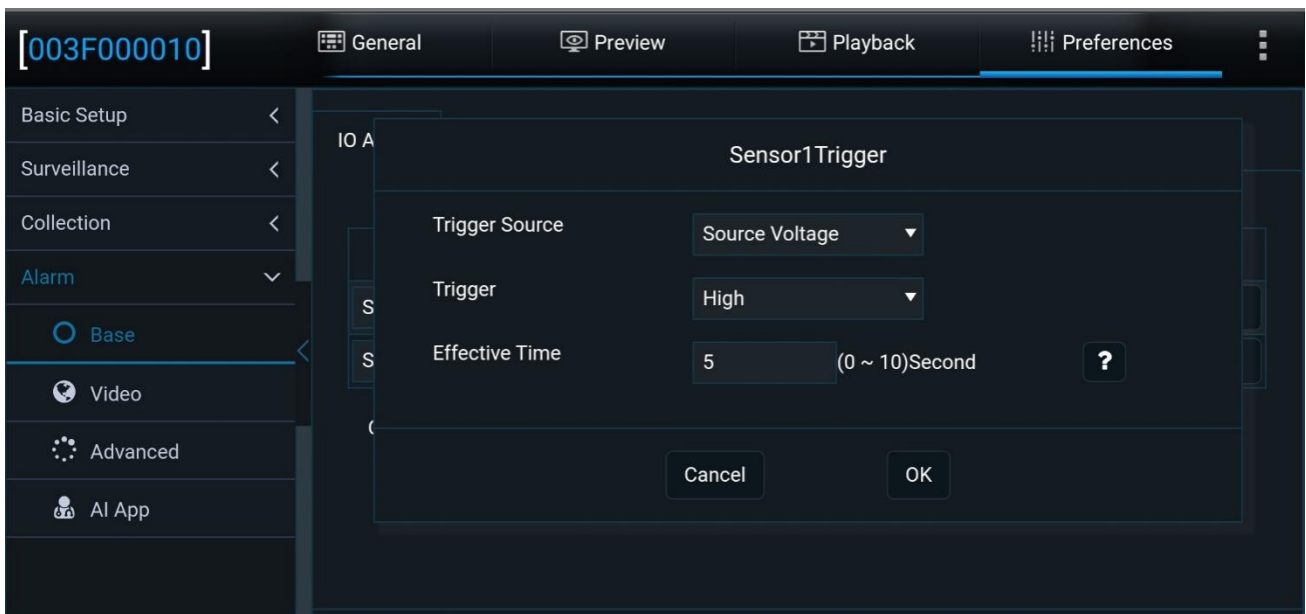 [003F000010]
General
Preview
Playback
Preferences
Basic Setup
Surveillance
Collection
Alarm
Base
Video
Advanced
AI App
IO A
Sensor1Trigger
Trigger Source
Source Voltage
Trigger
High
Effective Time
5 (0 ~ 10)Second
?
S
S
Cancel
OK